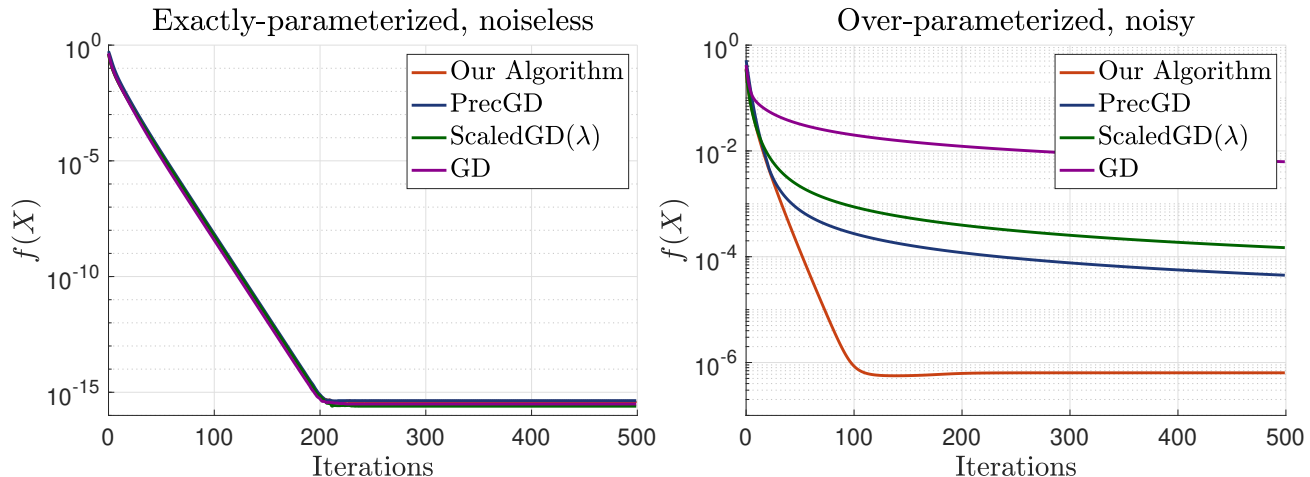 Exactly-parameterized, noiseless
f(X)
10^0
10^-5
10^-10
10^-15
Our Algorithm
PrecGD
ScaledGD(λ)
GD
0 100 200 300 400 500
Iterations
Over-parameterized, noisy
f(X)
10^0
10^-2
10^-4
10^-6
Our Algorithm
PrecGD
ScaledGD(λ)
GD
0 100 200 300 400 500
Iterations